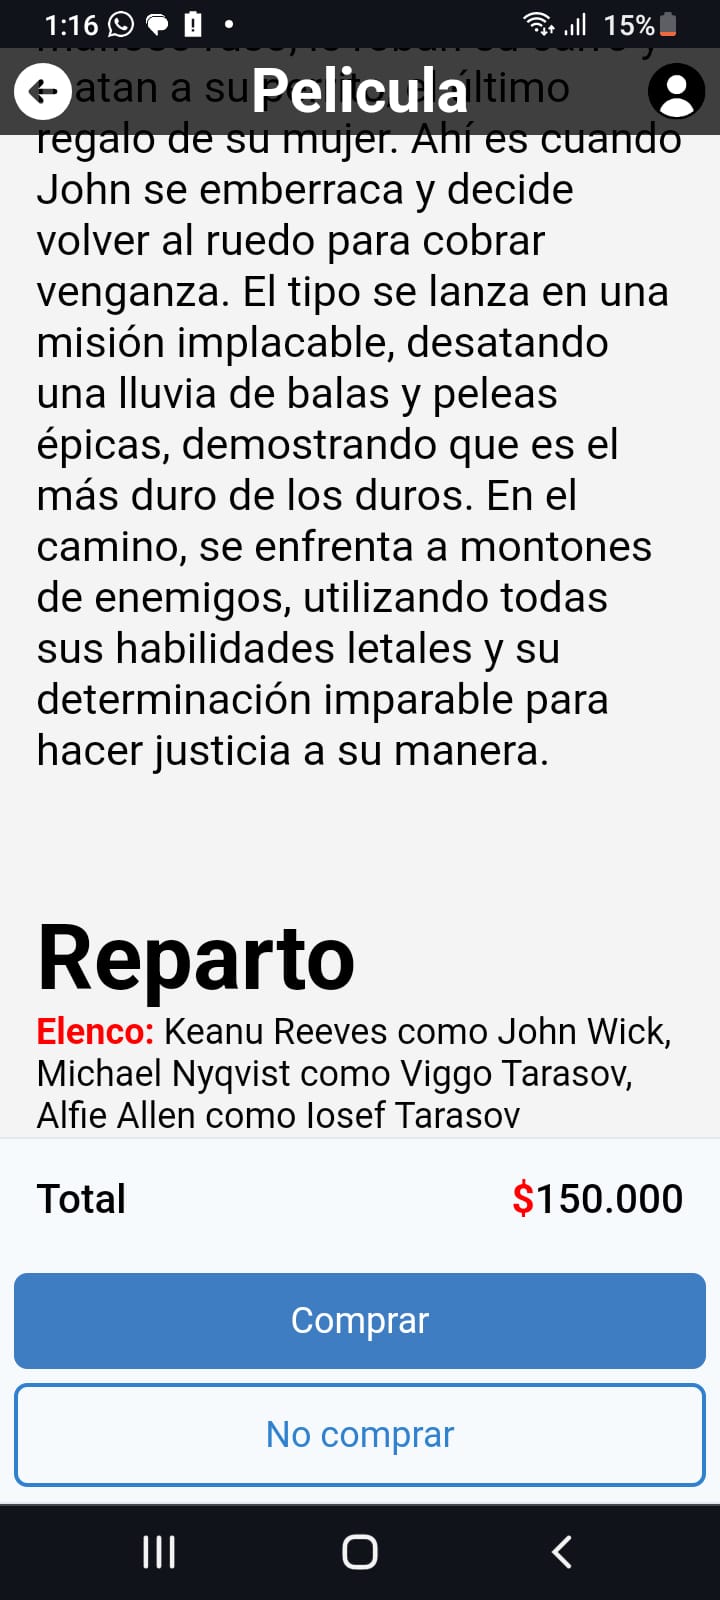 1:16
15%
Pelicula
atan a su perrito, el último
regalo de su mujer. Ahí es cuando
John se emberraca y decide
volver al ruedo para cobrar
venganza. El tipo se lanza en una
misión implacable, desatando
una lluvia de balas y peleas
épicas, demostrando que es el
más duro de los duros. En el
camino, se enfrenta a montones
de enemigos, utilizando todas
sus habilidades letales y su
determinación imparable para
hacer justicia a su manera.
Reparto
Elenco: Keanu Reeves como John Wick,
Michael Nyqvist como Viggo Tarasov,
Alfie Allen como Iosef Tarasov
Total $150.000
Comprar
No comprar